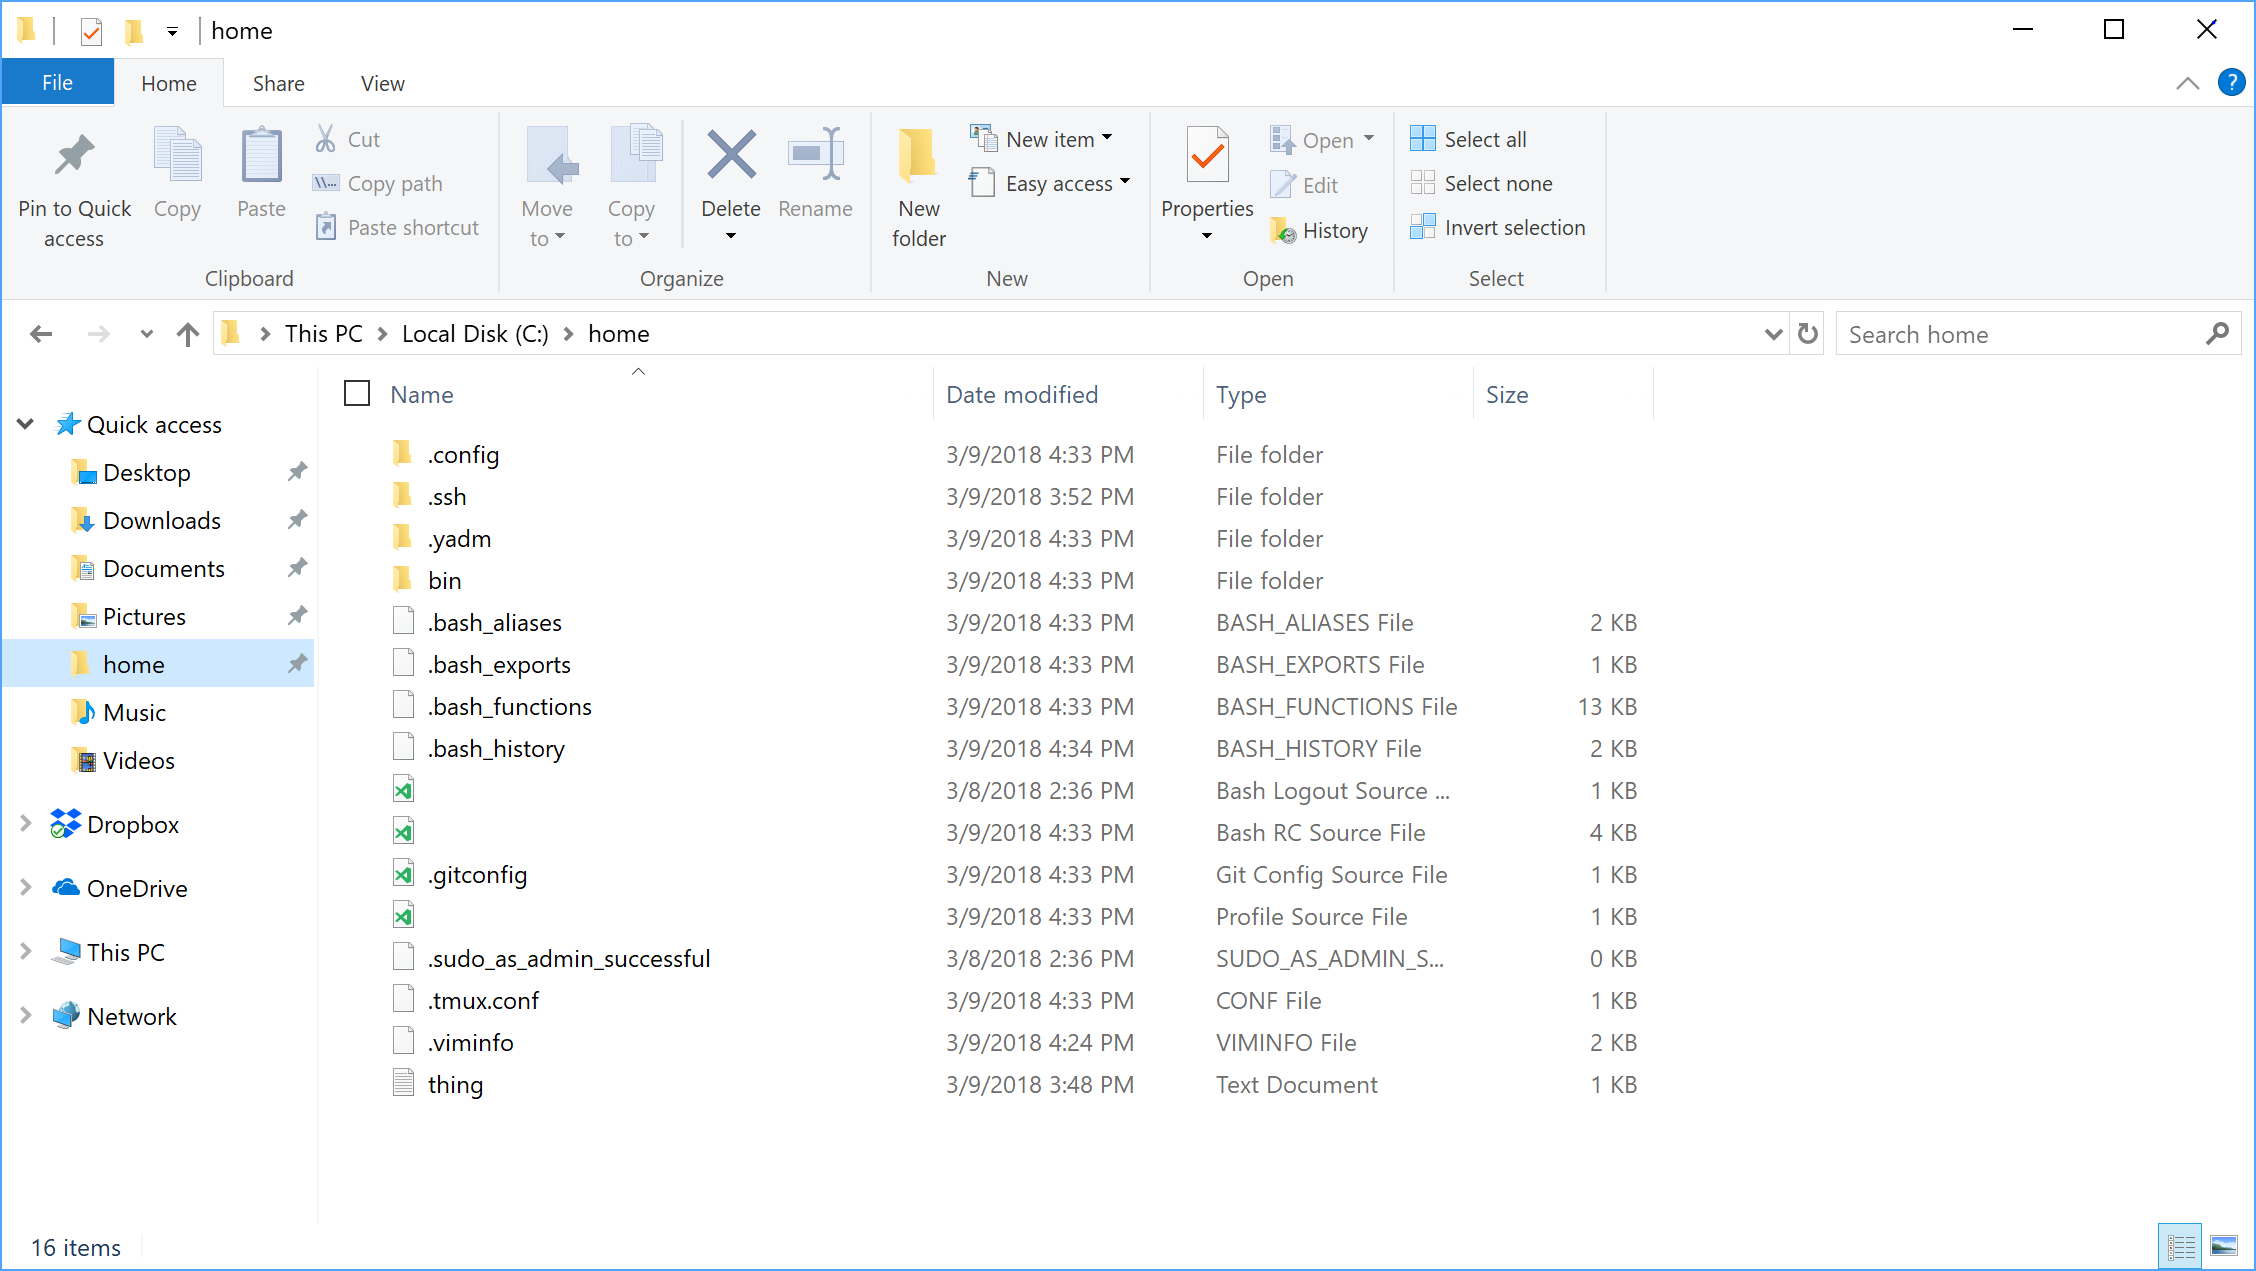 home
File Home Share View ?
Pin to Quick access
Copy
Paste
Cut
Copy path
Paste shortcut
Clipboard
Move to
Copy to
Delete
Rename
Organize
New folder
New item
Easy access
New
Properties
Open
Edit
History
Open
Select all
Select none
Invert selection
Select
This PC Local Disk (C:) home
Search home
Name Date modified Type Size
Quick access
Desktop
Downloads
Documents
Pictures
home
Music
Videos
Dropbox
OneDrive
This PC
Network
.config 3/9/2018 4:33 PM File folder
.ssh 3/9/2018 3:52 PM File folder
.yadm 3/9/2018 4:33 PM File folder
bin 3/9/2018 4:33 PM File folder
.bash_aliases 3/9/2018 4:33 PM BASH_ALIASES File 2 KB
.bash_exports 3/9/2018 4:33 PM BASH_EXPORTS File 1 KB
.bash_functions 3/9/2018 4:33 PM BASH_FUNCTIONS File 13 KB
.bash_history 3/9/2018 4:34 PM BASH_HISTORY File 2 KB
3/8/2018 2:36 PM Bash Logout Source ... 1 KB
3/9/2018 4:33 PM Bash RC Source File 4 KB
.gitconfig 3/9/2018 4:33 PM Git Config Source File 1 KB
3/9/2018 4:33 PM Profile Source File 1 KB
.sudo_as_admin_successful 3/8/2018 2:36 PM SUDO_AS_ADMIN_S... 0 KB
.tmux.conf 3/9/2018 4:33 PM CONF File 1 KB
.viminfo 3/9/2018 4:24 PM VIMINFO File 2 KB
thing 3/9/2018 3:48 PM Text Document 1 KB
16 items